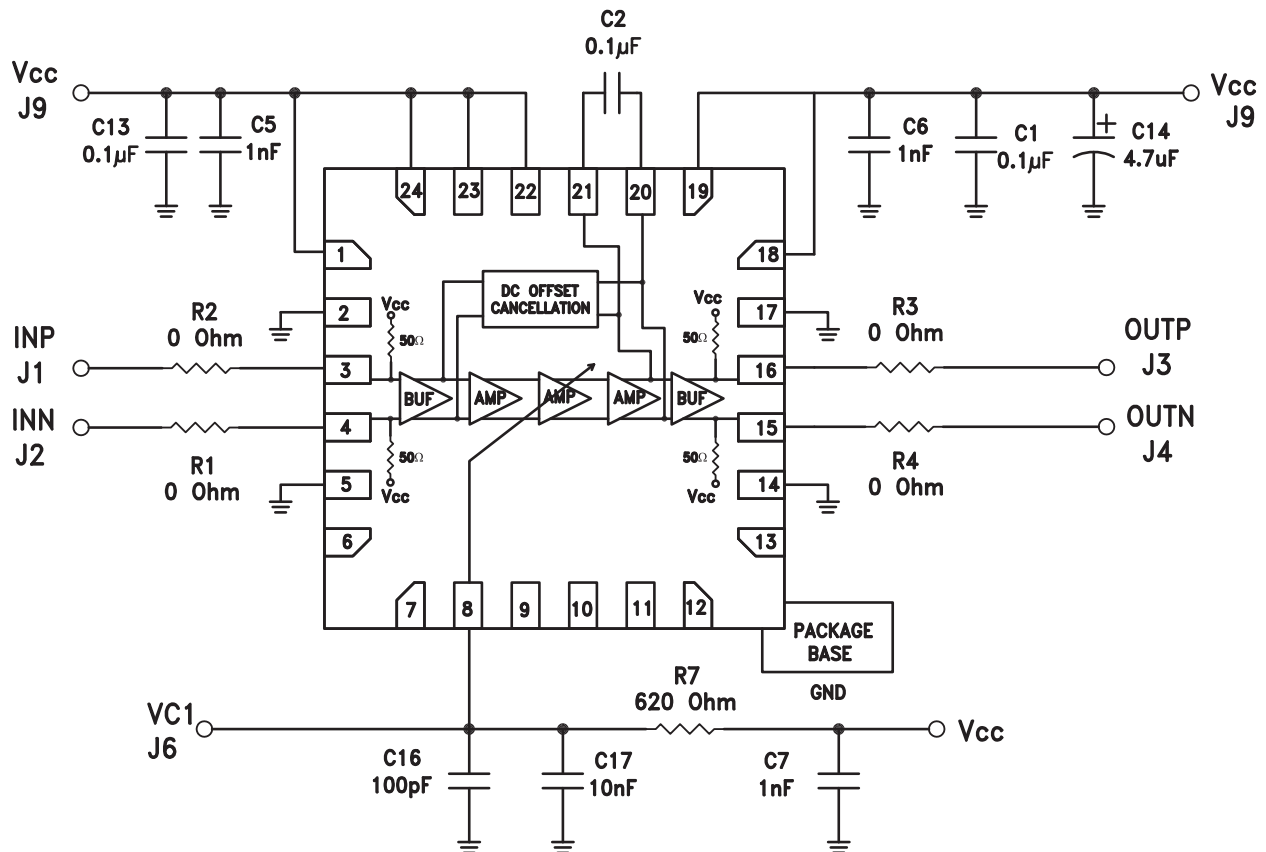 C2
0.1µF
Vcc
J9
C13
0.1µF
C5
1nF
C6
1nF
C1
0.1µF
+
C14
4.7uF
Vcc
J9
24
23
22
21
20
19
1
18
DC OFFSET
CANCELLATION
2
17
Vcc
50Ω
Vcc
50Ω
R2
0 Ohm
R3
0 Ohm
INP
J1
OUTP
J3
3
16
BUF
AMP
AMP
AMP
BUF
INN
J2
OUTN
J4
4
15
R1
0 Ohm
R4
0 Ohm
50Ω
Vcc
50Ω
Vcc
5
14
6
13
7
8
9
10
11
12
PACKAGE
BASE
GND
R7
620 Ohm
VC1
J6
Vcc
C16
100pF
C17
10nF
C7
1nF